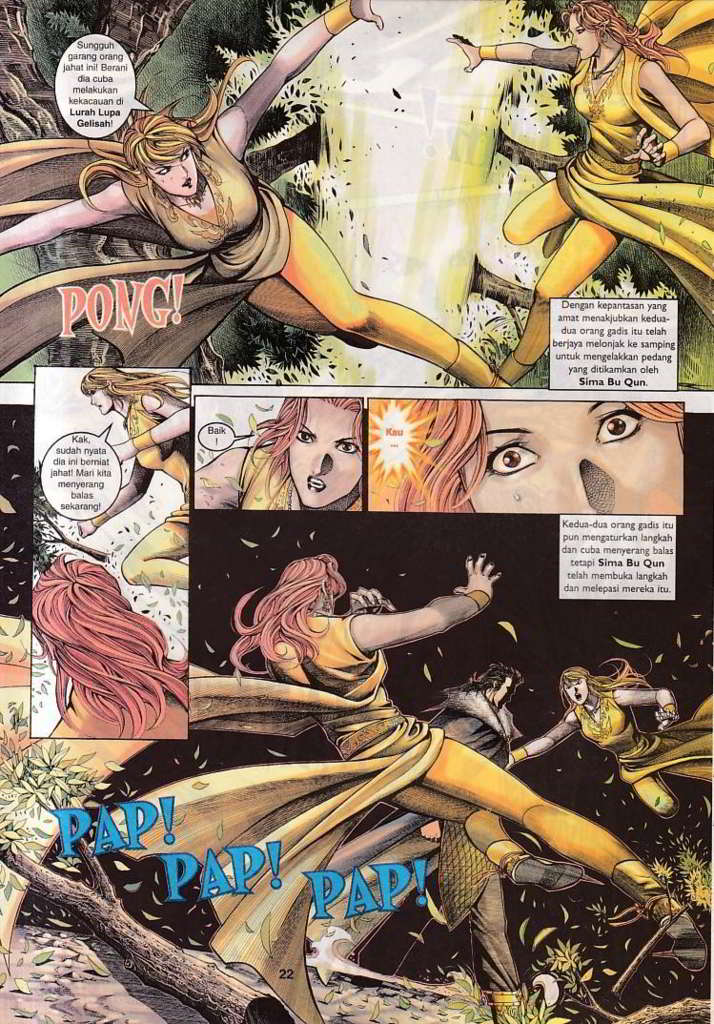 Sungguh
garang orang
jahat ini! Berani
dia cuba
melakukan
kekacauan di
Lurah Lupa
Gelisah!
!
PONG!
Dengan kepantasan yang
amat menakjubkan kedua-
dua orang gadis itu telah
berjaya melonjak ke samping
untuk mengelakkan pedang
yang ditikamkan oleh
Sima Bu Qun.
Kak,
sudah nyata
dia ini berniat
jahat! Mari kita
menyerang
balas
sekarang!
Baik
!
Kau
...
Kedua-dua orang gadis itu
pun mengaturkan langkah
dan cuba menyerang balas
tetapi Sima Bu Qun
telah membuka langkah
dan melepasi mereka itu.
PAP!
PAP!
PAP!
22